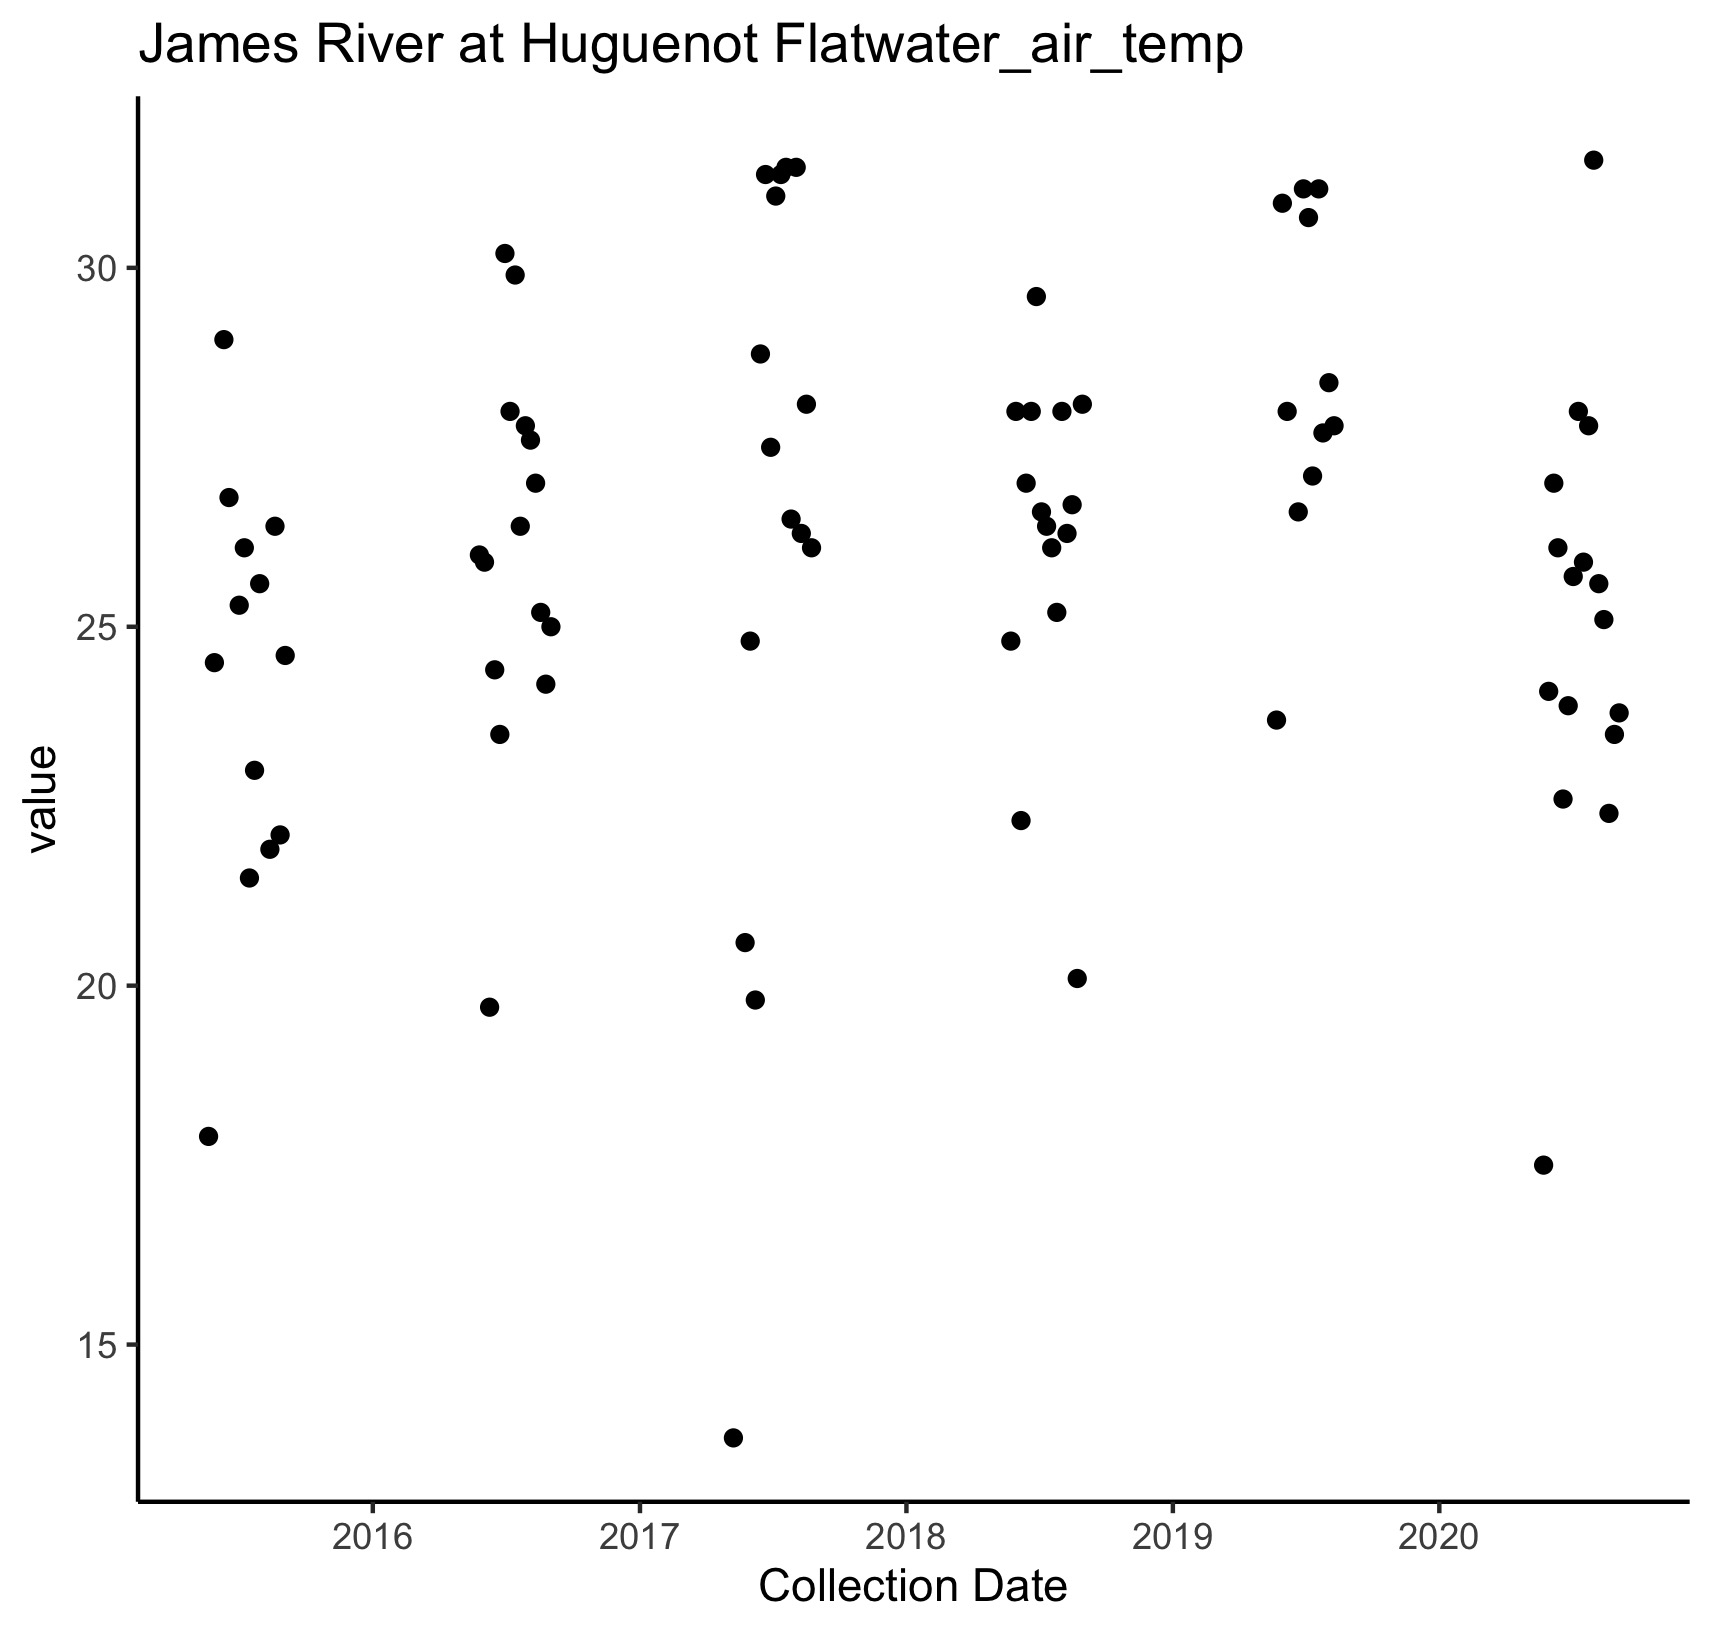 James River at Huguenot Flatwater_air_temp
30
25
20
15
value
2016 2017 2018 2019 2020
Collection Date